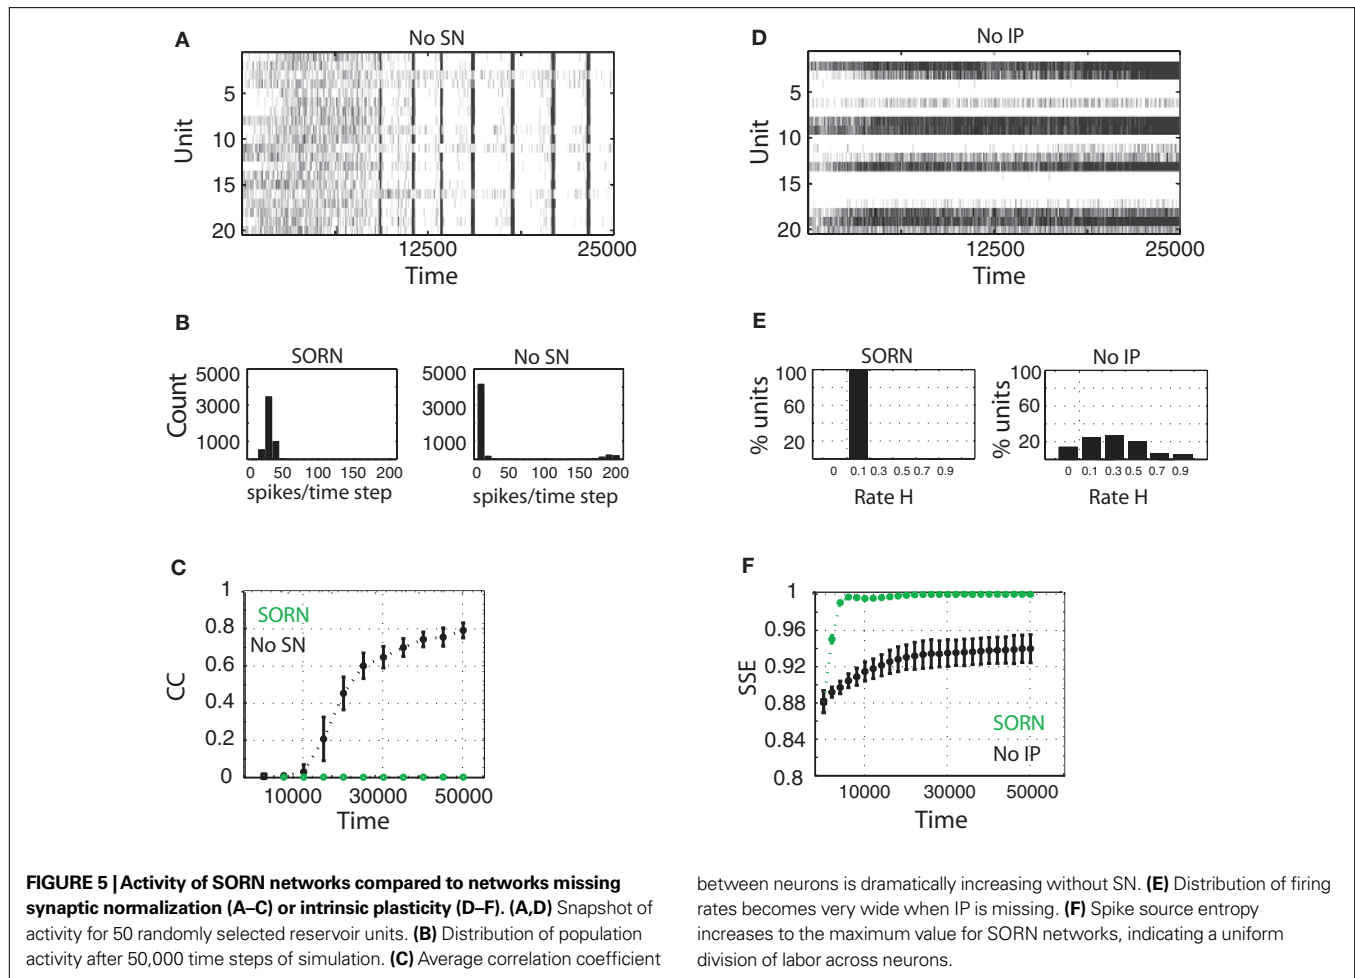 A
No SN
5
10
15
20
Unit
12500
25000
Time
D
No IP
5
10
15
20
Unit
12500
25000
Time
B
SORN
5000
3000
1000
Count
0
50
100
150
200
spikes/time step
No SN
5000
3000
1000
0
50
100
150
200
spikes/time step
E
SORN
100
60
20
% units
0
0.1
0.3
0.5
0.7
0.9
Rate H
No IP
100
60
20
% units
0
0.1
0.3
0.5
0.7
0.9
Rate H
C
1
0.8
0.6
0.4
0.2
0
CC
SORN
No SN
10000
30000
50000
Time
F
1
0.96
0.92
0.88
0.84
0.8
SSE
SORN
No IP
10000
30000
50000
Time
FIGURE 5 | Activity of SORN networks compared to networks missing
synaptic normalization (A–C) or intrinsic plasticity (D–F). (A,D) Snapshot of
activity for 50 randomly selected reservoir units. (B) Distribution of population
activity after 50,000 time steps of simulation. (C) Average correlation coefficient
between neurons is dramatically increasing without SN. (E) Distribution of firing
rates becomes very wide when IP is missing. (F) Spike source entropy
increases to the maximum value for SORN networks, indicating a uniform
division of labor across neurons.